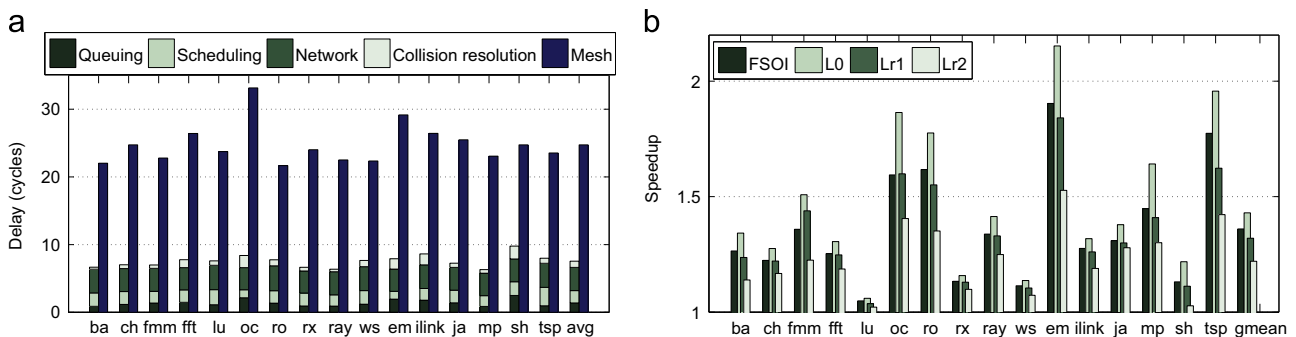 a
Queuing Scheduling Network Collision resolution Mesh
Delay (cycles)
30
20
10
0
ba ch fmm fft lu oc ro rx ray ws em ilink ja mp sh tsp avg
b
FSOI L0 Lr1 Lr2
Speedup
2
1.5
1
ba ch fmm fft lu oc ro rx ray ws em ilink ja mp sh tsp gmean